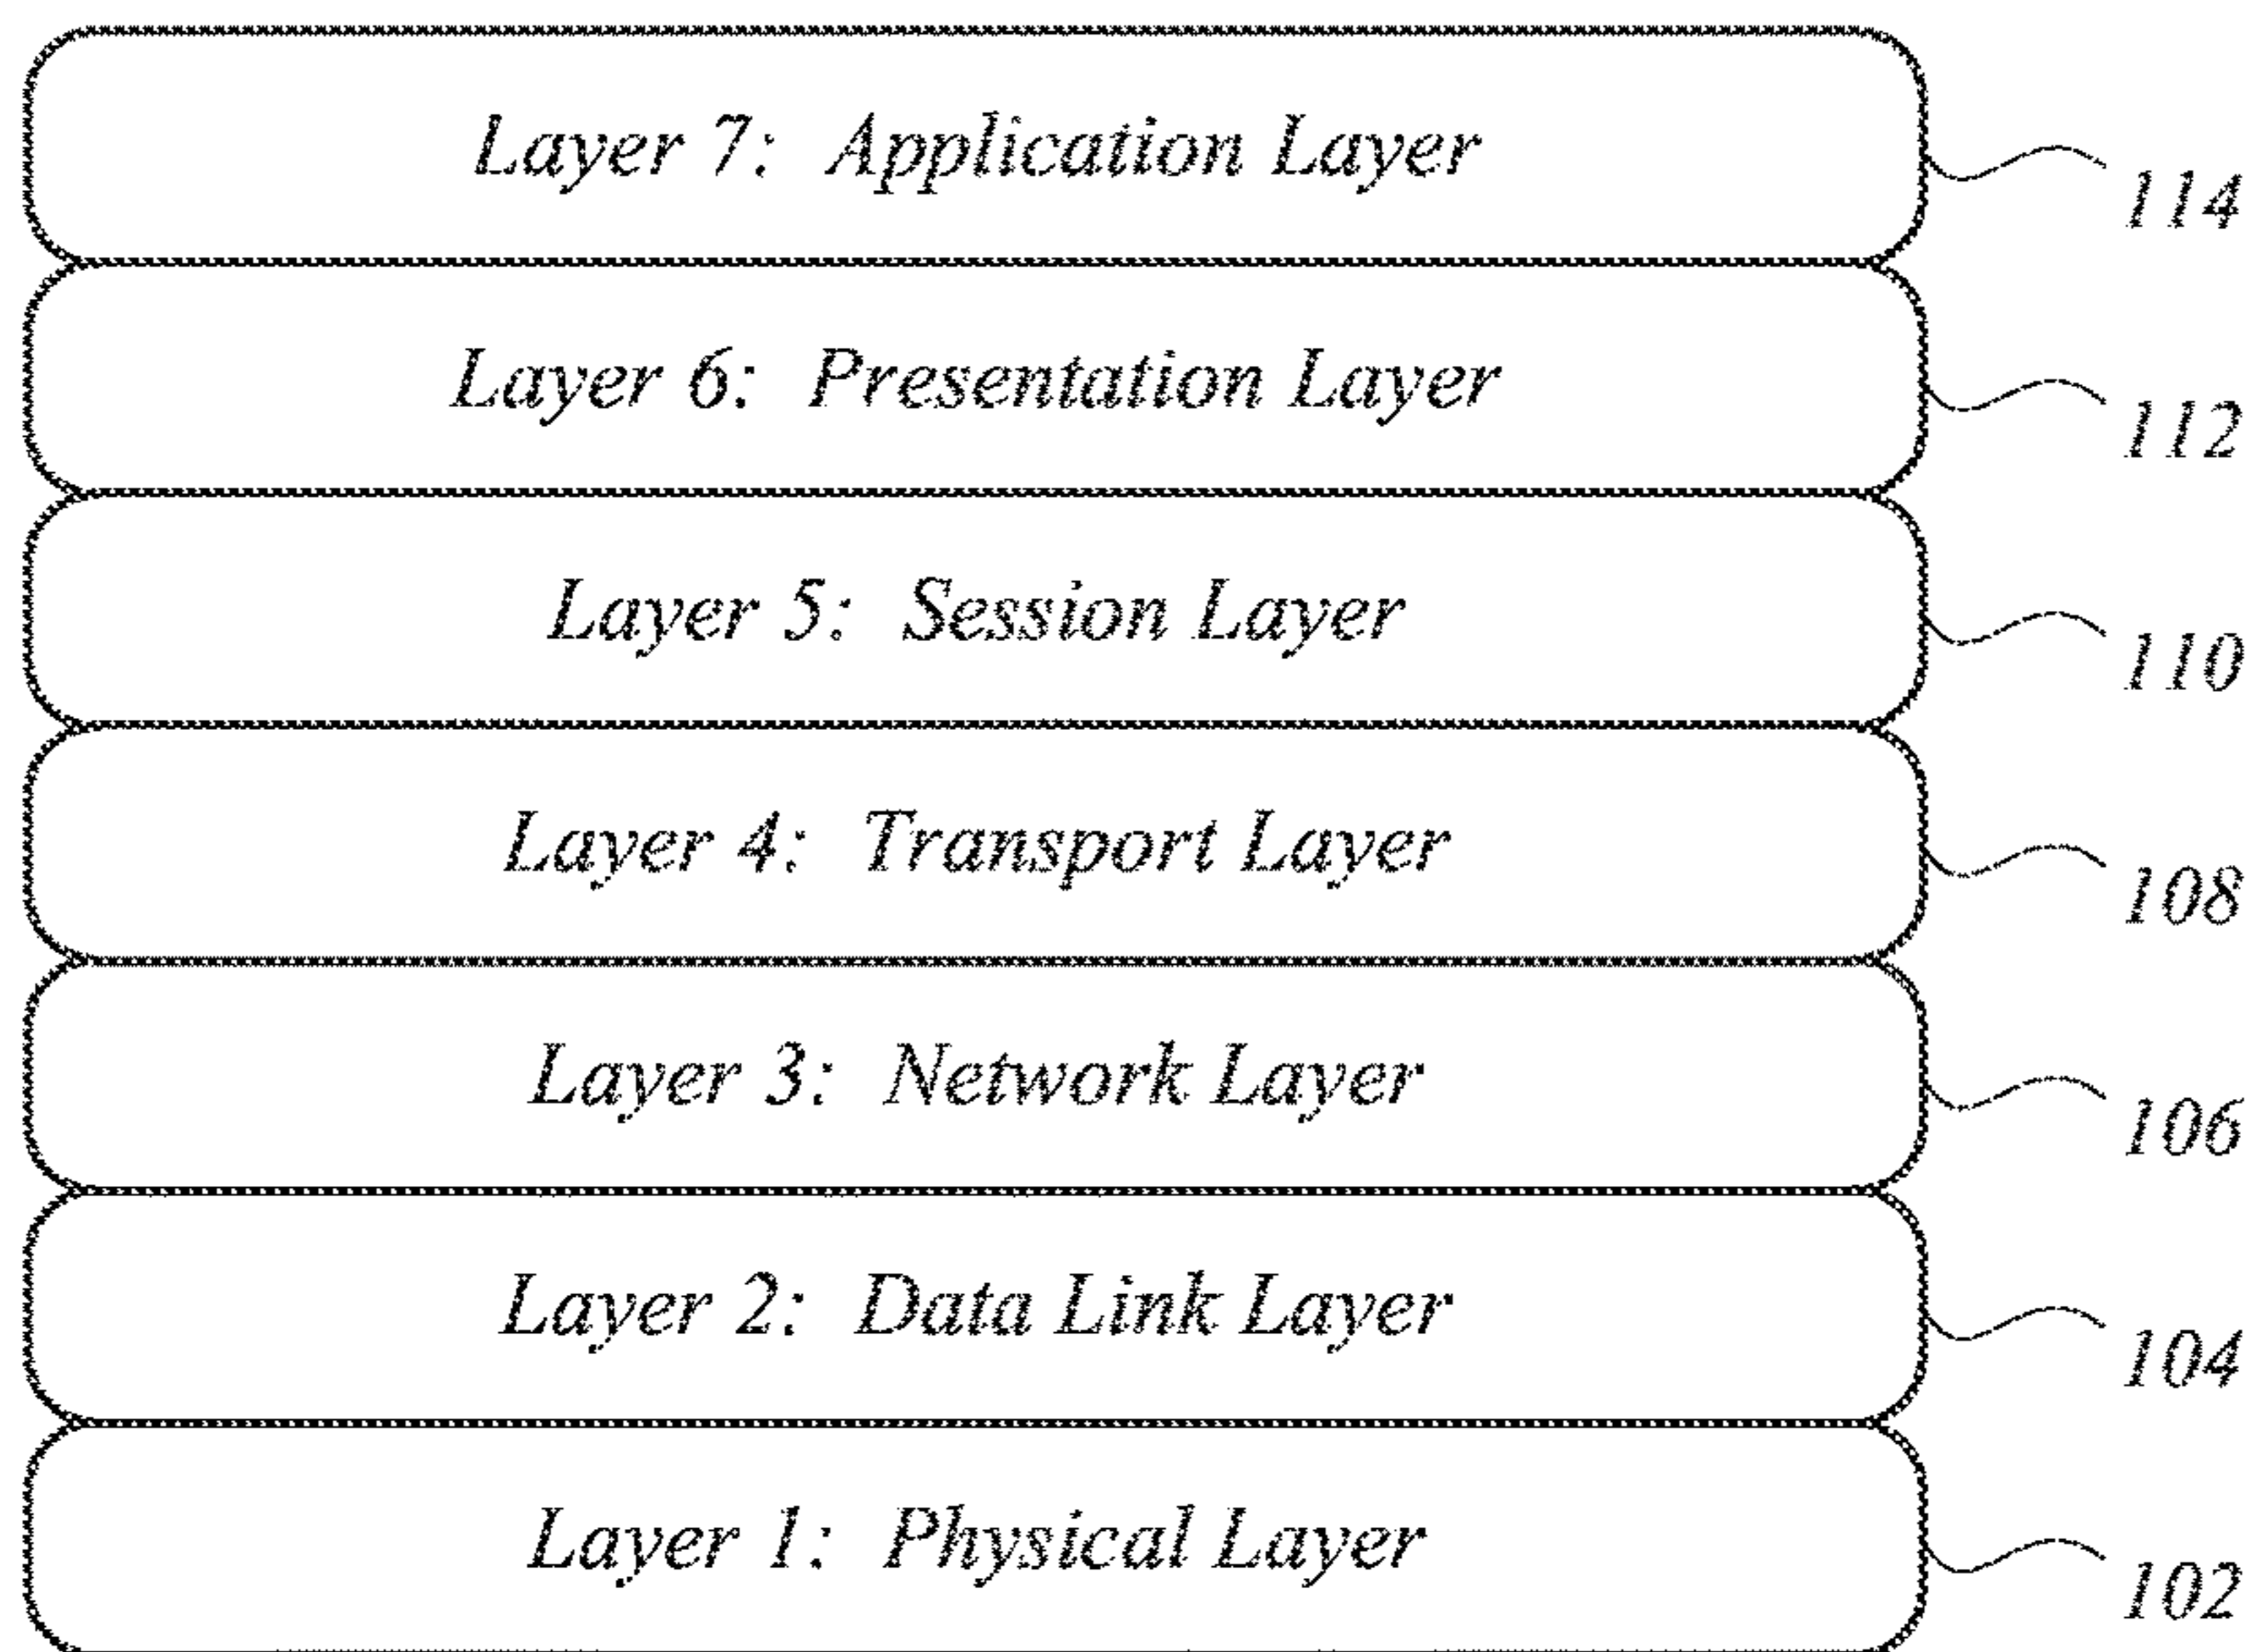 Layer 7: Application Layer
114
Layer 6: Presentation Layer
112
Layer 5: Session Layer
110
Layer 4: Transport Layer
108
Layer 3: Network Layer
106
Layer 2: Data Link Layer
104
Layer 1: Physical Layer
102